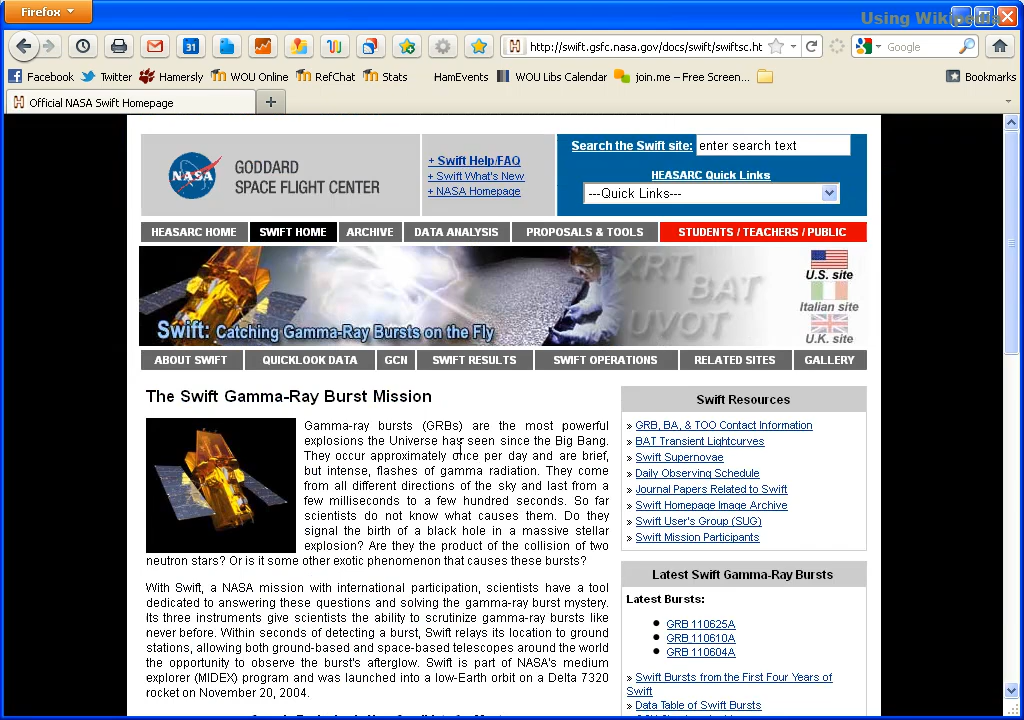 Firefox
Using Wikipedia
http://swift.gsfc.nasa.gov/docs/swift/swiftsc.ht
Google
Facebook Twitter Hamersly WOU Online RefChat Stats HamEvents WOU Libs Calendar join.me – Free Screen... Bookmarks
Official NASA Swift Homepage
NASA
GODDARD
SPACE FLIGHT CENTER
+ Swift Help/FAQ
+ Swift What's New
+ NASA Homepage
Search the Swift site: enter search text
HEASARC Quick Links
---Quick Links---
HEASARC HOME SWIFT HOME ARCHIVE DATA ANALYSIS PROPOSALS & TOOLS STUDENTS / TEACHERS / PUBLIC
XRT
BAT
UVOT
Swift: Catching Gamma-Ray Bursts on the Fly
U.S. site
Italian site
U.K. site
ABOUT SWIFT QUICKLOOK DATA GCN SWIFT RESULTS SWIFT OPERATIONS RELATED SITES GALLERY
The Swift Gamma-Ray Burst Mission
Gamma-ray bursts (GRBs) are the most powerful
explosions the Universe has seen since the Big Bang.
They occur approximately once per day and are brief,
but intense, flashes of gamma radiation. They come
from all different directions of the sky and last from a
few milliseconds to a few hundred seconds. So far
scientists do not know what causes them. Do they
signal the birth of a black hole in a massive stellar
explosion? Are they the product of the collision of two
neutron stars? Or is it some other exotic phenomenon that causes these bursts?
With Swift, a NASA mission with international participation, scientists have a tool
dedicated to answering these questions and solving the gamma-ray burst mystery.
Its three instruments give scientists the ability to scrutinize gamma-ray bursts like
never before. Within seconds of detecting a burst, Swift relays its location to ground
stations, allowing both ground-based and space-based telescopes around the world
the opportunity to observe the burst's afterglow. Swift is part of NASA's medium
explorer (MIDEX) program and was launched into a low-Earth orbit on a Delta 7320
rocket on November 20, 2004.
Swift Resources
» GRB, BA, & TOO Contact Information
» BAT Transient Lightcurves
» Swift Supernovae
» Daily Observing Schedule
» Journal Papers Related to Swift
» Swift Homepage Image Archive
» Swift User's Group (SUG)
» Swift Mission Participants
Latest Swift Gamma-Ray Bursts
Latest Bursts:
• GRB 110625A
• GRB 110610A
• GRB 110604A
» Swift Bursts from the First Four Years of
Swift
» Data Table of Swift Bursts